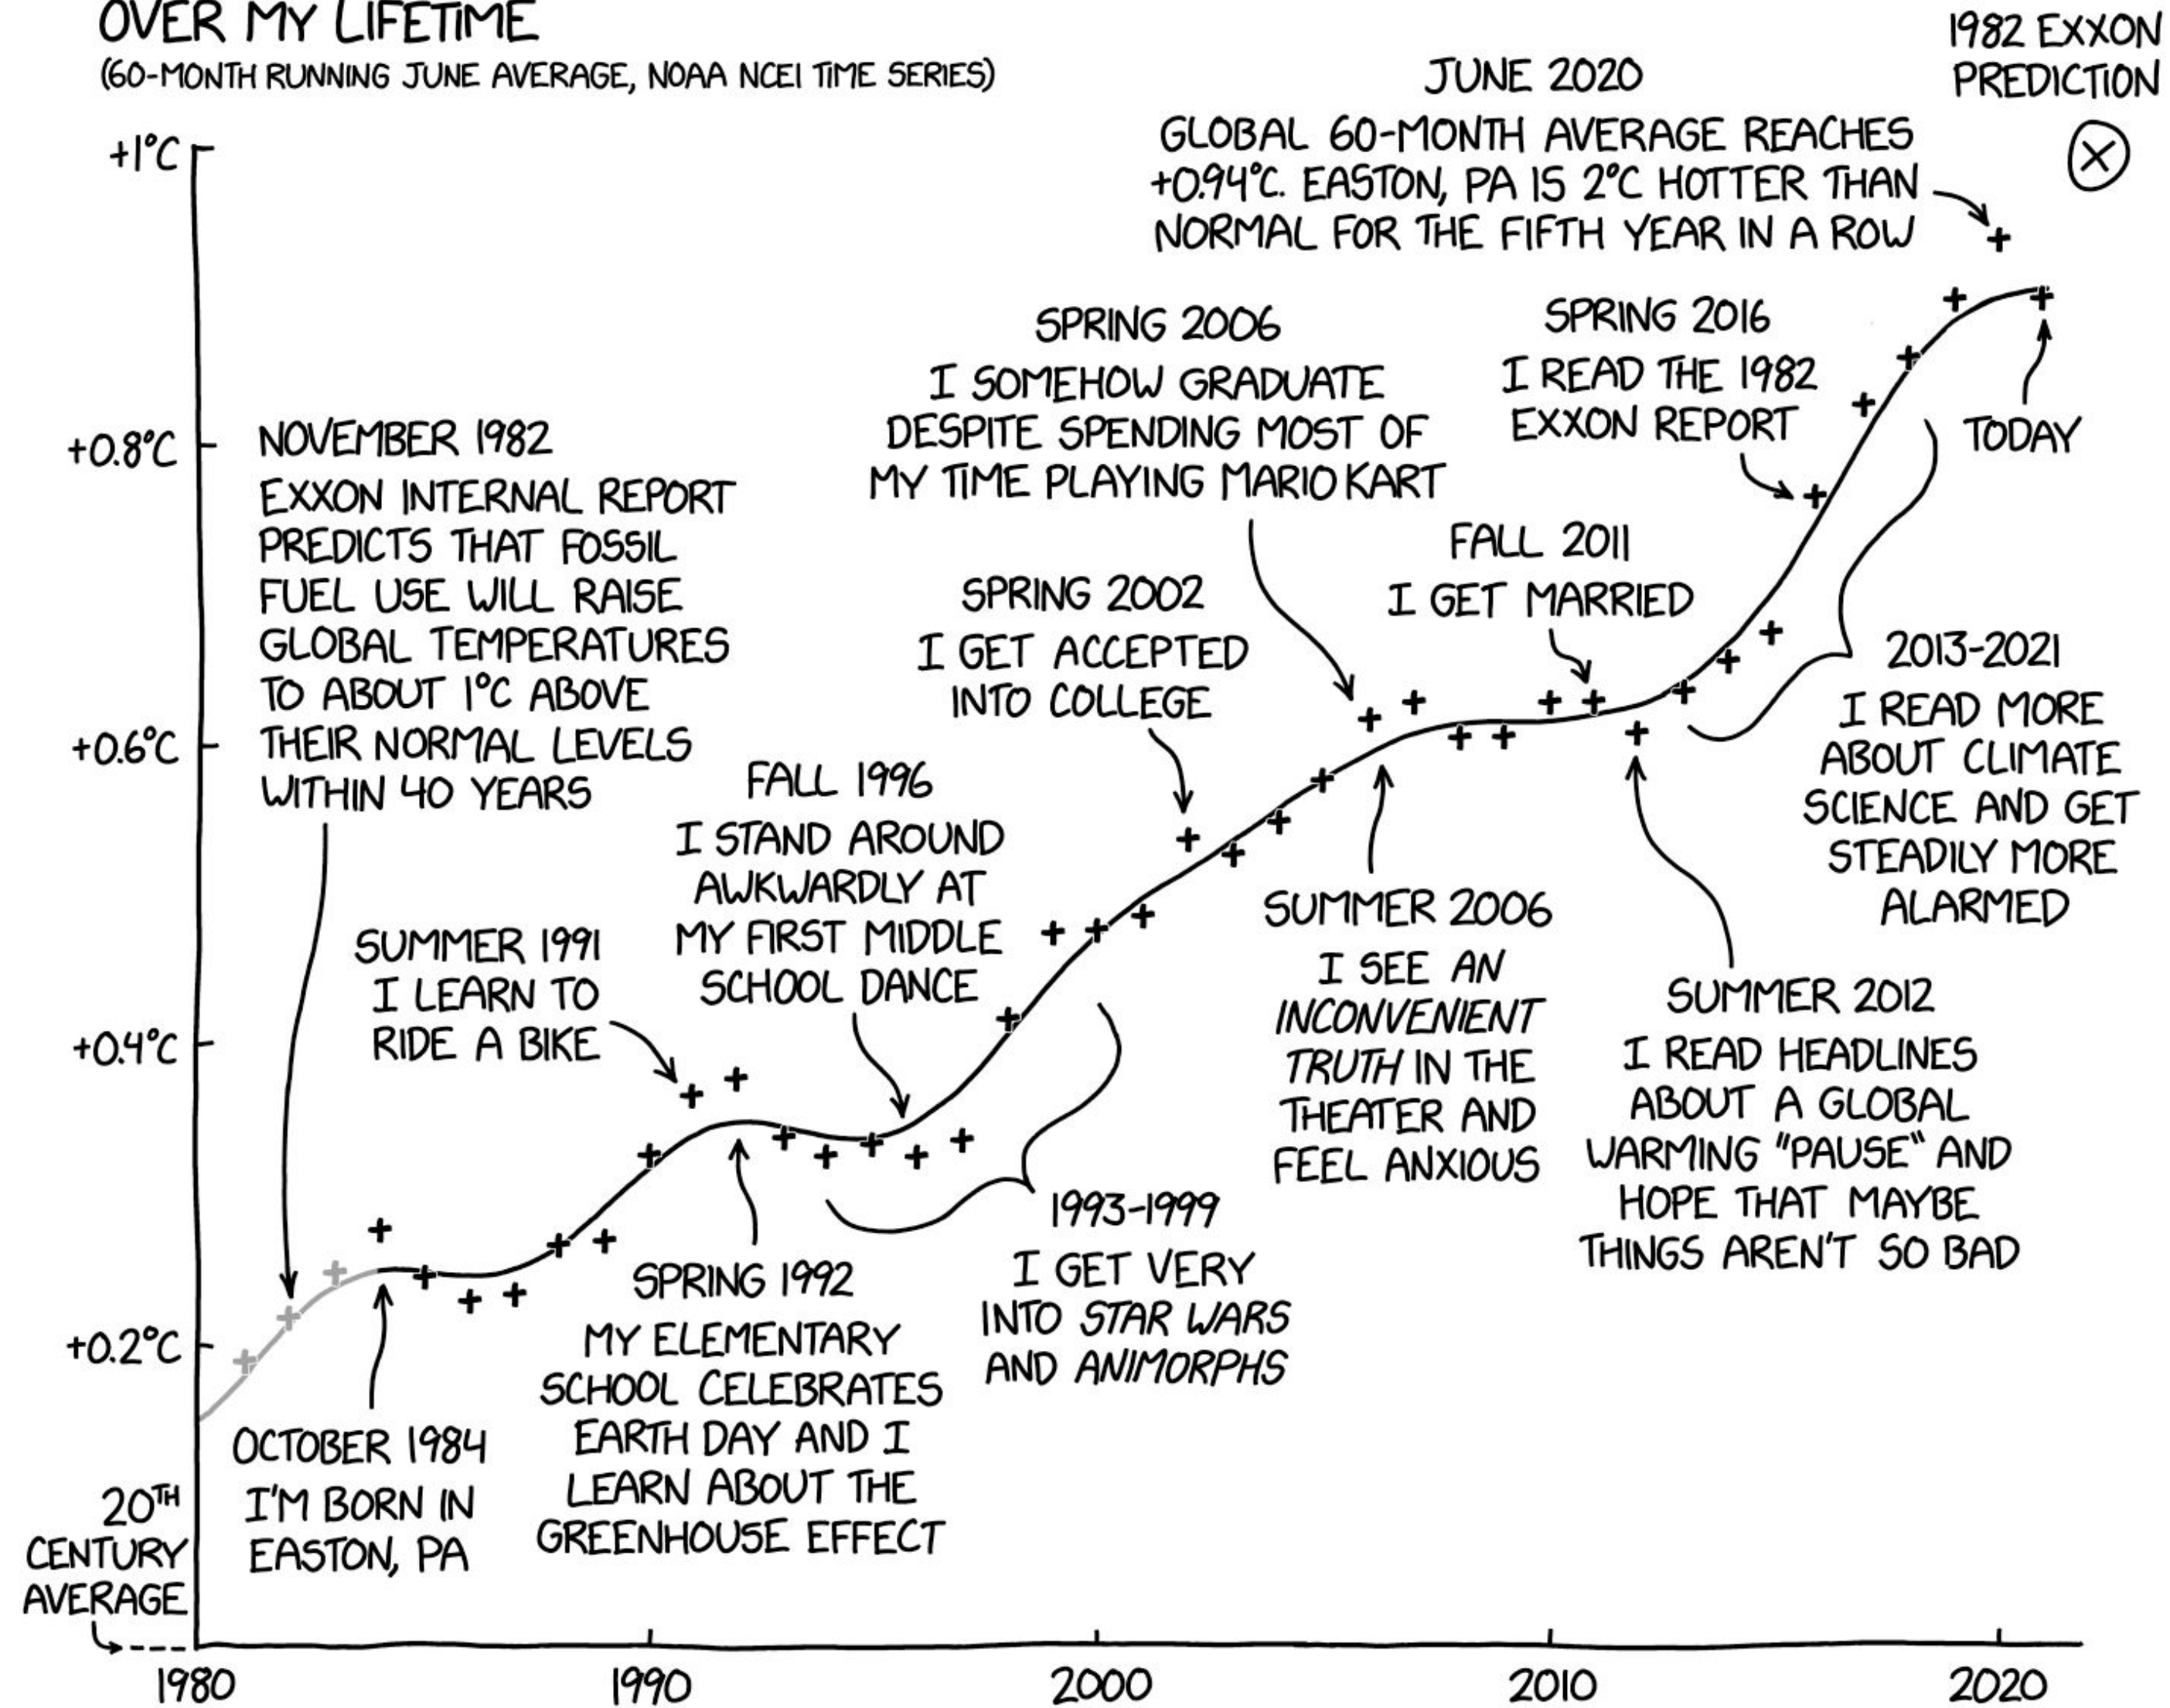 OVER MY LIFETIME
(60-MONTH RUNNING JUNE AVERAGE, NOAA NCEI TIME SERIES)
1982 EXXON
PREDICTION
JUNE 2020
GLOBAL 60-MONTH AVERAGE REACHES
+0.94°C. EASTON, PA IS 2°C HOTTER THAN
NORMAL FOR THE FIFTH YEAR IN A ROW
+1°C
+0.8°C
+0.6°C
+0.4°C
+0.2°C
20TH
CENTURY
AVERAGE
NOVEMBER 1982
EXXON INTERNAL REPORT
PREDICTS THAT FOSSIL
FUEL USE WILL RAISE
GLOBAL TEMPERATURES
TO ABOUT 1°C ABOVE
THEIR NORMAL LEVELS
WITHIN 40 YEARS
OCTOBER 1984
I'M BORN IN
EASTON, PA
SUMMER 1991
I LEARN TO
RIDE A BIKE
SPRING 1992
MY ELEMENTARY
SCHOOL CELEBRATES
EARTH DAY AND I
LEARN ABOUT THE
GREENHOUSE EFFECT
FALL 1996
I STAND AROUND
AWKWARDLY AT
MY FIRST MIDDLE
SCHOOL DANCE
1993-1999
I GET VERY
INTO STAR WARS
AND ANIMORPHS
SPRING 2002
I GET ACCEPTED
INTO COLLEGE
SPRING 2006
I SOMEHOW GRADUATE
DESPITE SPENDING MOST OF
MY TIME PLAYING MARIO KART
SUMMER 2006
I SEE AN
INCONVENIENT
TRUTH IN THE
THEATER AND
FEEL ANXIOUS
FALL 2011
I GET MARRIED
SUMMER 2012
I READ HEADLINES
ABOUT A GLOBAL
WARMING "PAUSE" AND
HOPE THAT MAYBE
THINGS AREN'T SO BAD
SPRING 2016
I READ THE 1982
EXXON REPORT
2013-2021
I READ MORE
ABOUT CLIMATE
SCIENCE AND GET
STEADILY MORE
ALARMED
TODAY
1980
1990
2000
2010
2020